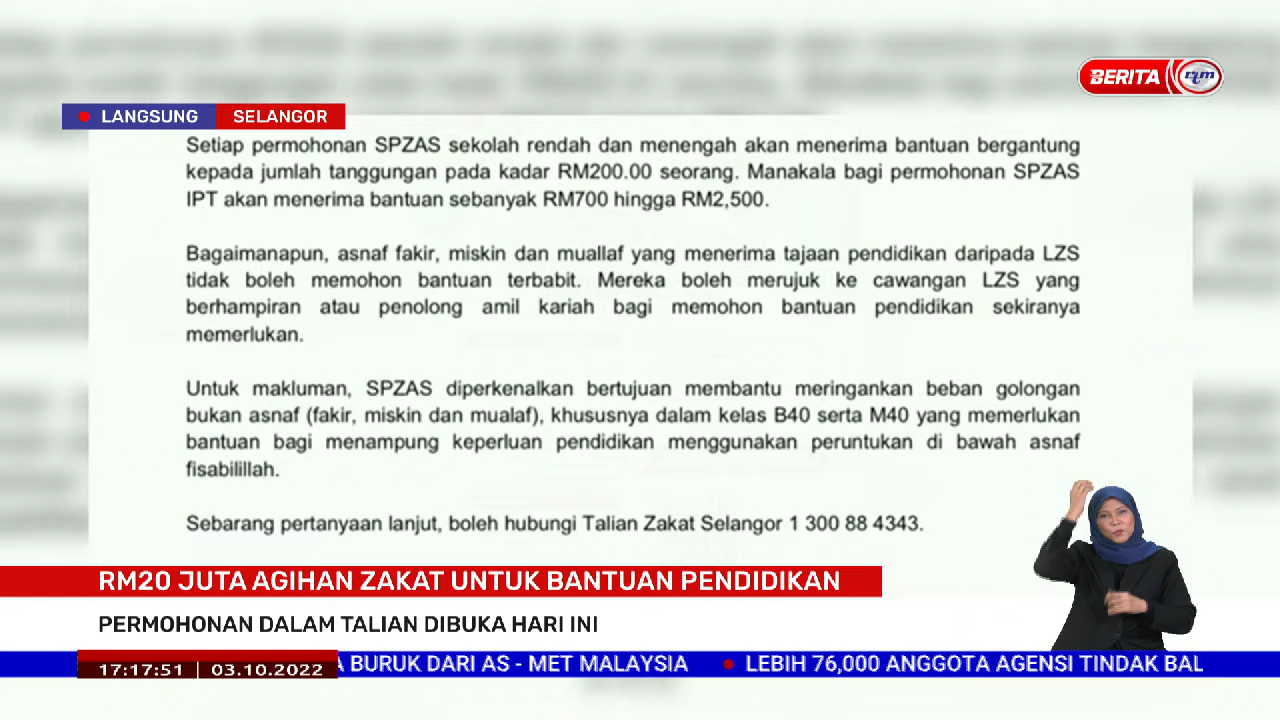 BERITA rtm
LANGSUNG SELANGOR
Setiap permohonan SPZAS sekolah rendah dan menengah akan menerima bantuan bergantung
kepada jumlah tanggungan pada kadar RM200.00 seorang. Manakala bagi permohonan SPZAS
IPT akan menerima bantuan sebanyak RM700 hingga RM2,500.
Bagaimanapun, asnaf fakir, miskin dan muallaf yang menerima tajaan pendidikan daripada LZS
tidak boleh memohon bantuan terbabit. Mereka boleh merujuk ke cawangan LZS yang
berhampiran atau penolong amil kariah bagi memohon bantuan pendidikan sekiranya
memerlukan.
Untuk makluman, SPZAS diperkenalkan bertujuan membantu meringankan beban golongan
bukan asnaf (fakir, miskin dan mualaf), khususnya dalam kelas B40 serta M40 yang memerlukan
bantuan bagi menampung keperluan pendidikan menggunakan peruntukan di bawah asnaf
fisabilillah.
Sebarang pertanyaan lanjut, boleh hubungi Talian Zakat Selangor 1 300 88 4343.
RM20 JUTA AGIHAN ZAKAT UNTUK BANTUAN PENDIDIKAN
PERMOHONAN DALAM TALIAN DIBUKA HARI INI
17:17:51 | 03.10.2022 A BURUK DARI AS - MET MALAYSIA LEBIH 76,000 ANGGOTA AGENSI TINDAK BAL